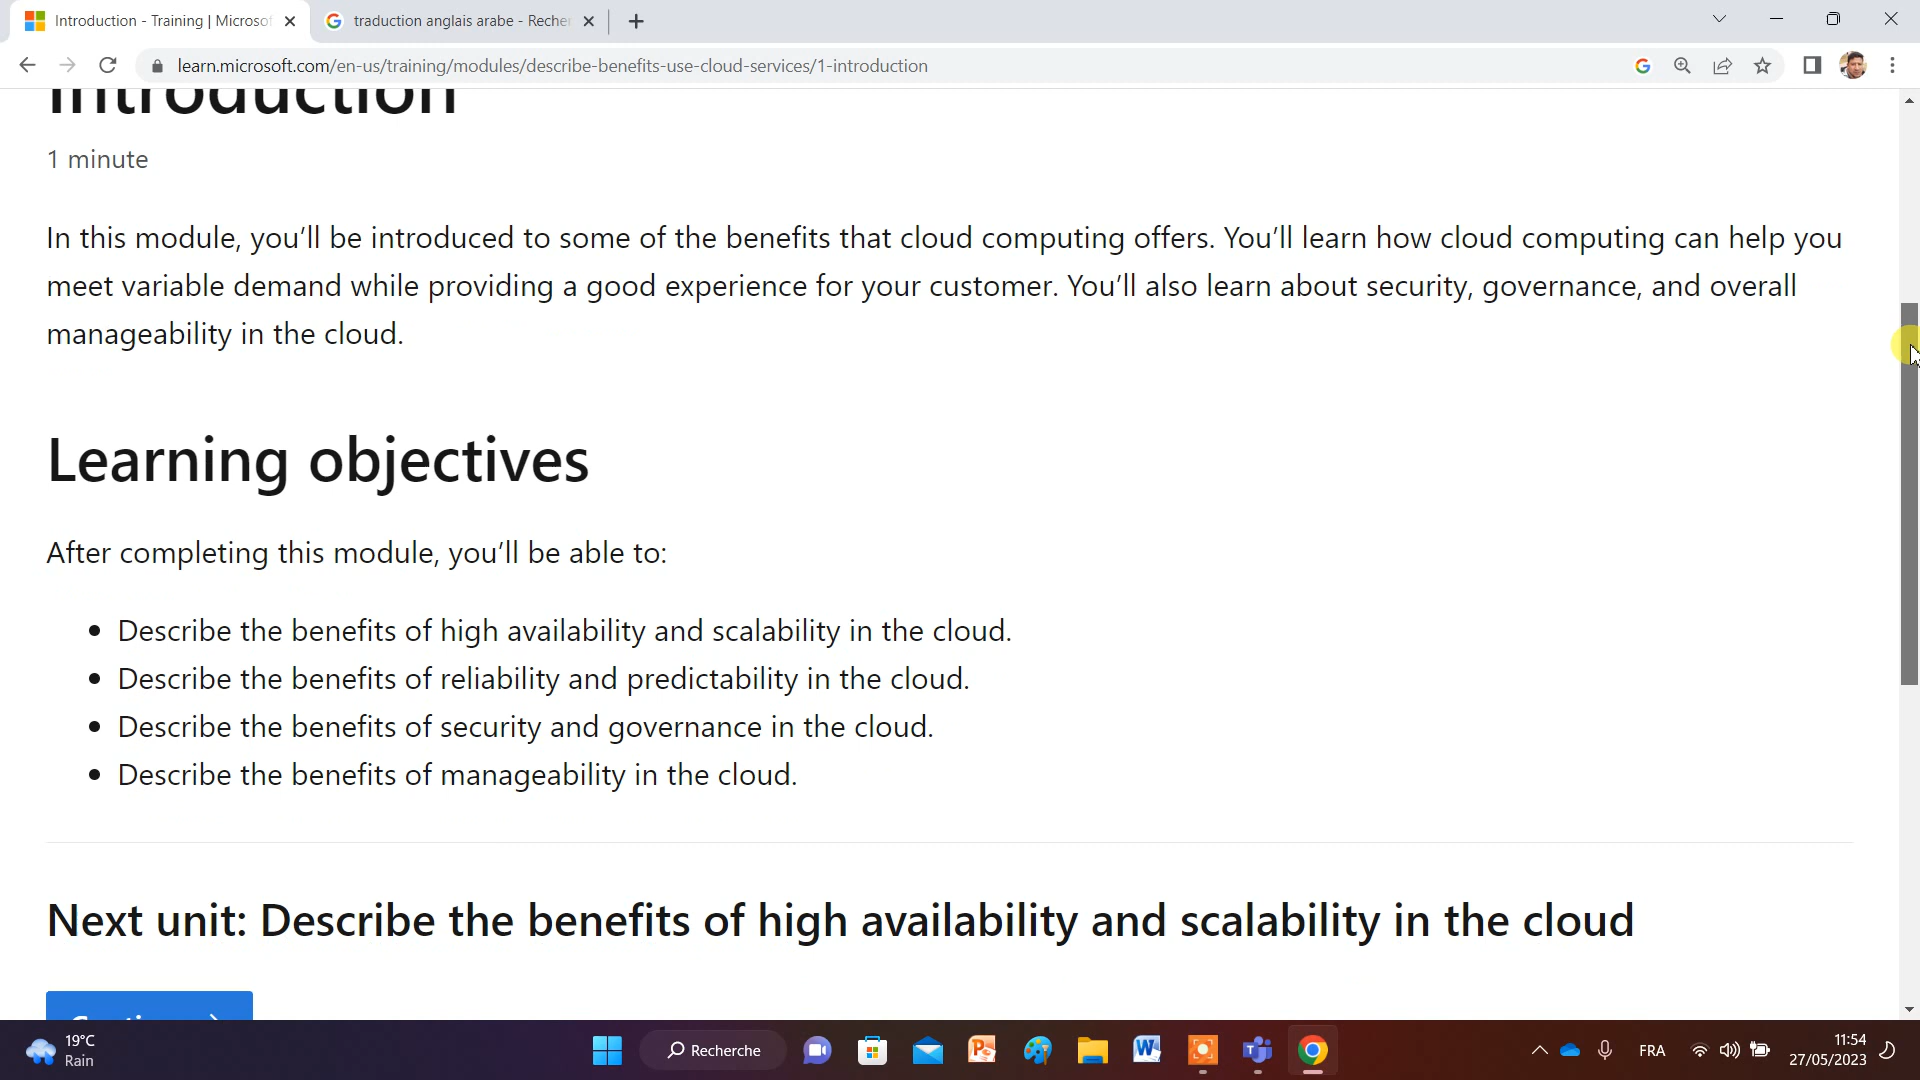 Introduction - Training | Microsof
traduction anglais arabe - Recher
learn.microsoft.com/en-us/training/modules/describe-benefits-use-cloud-services/1-introduction
Introduction
1 minute
In this module, you'll be introduced to some of the benefits that cloud computing offers. You'll learn how cloud computing can help you
meet variable demand while providing a good experience for your customer. You'll also learn about security, governance, and overall
manageability in the cloud.
Learning objectives
After completing this module, you'll be able to:
• Describe the benefits of high availability and scalability in the cloud.
• Describe the benefits of reliability and predictability in the cloud.
• Describe the benefits of security and governance in the cloud.
• Describe the benefits of manageability in the cloud.
Next unit: Describe the benefits of high availability and scalability in the cloud
19°C
Rain
Recherche
FRA
11:54
27/05/2023